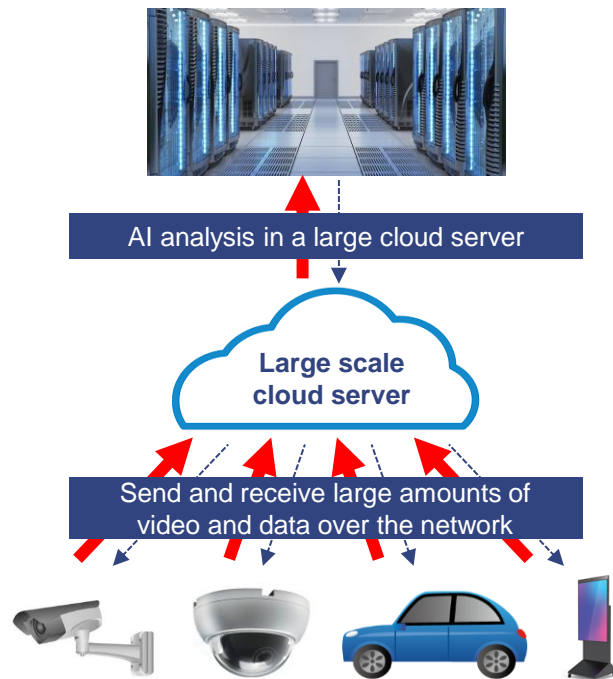 AI analysis in a large cloud server
Large scale
cloud server
Send and receive large amounts of
video and data over the network